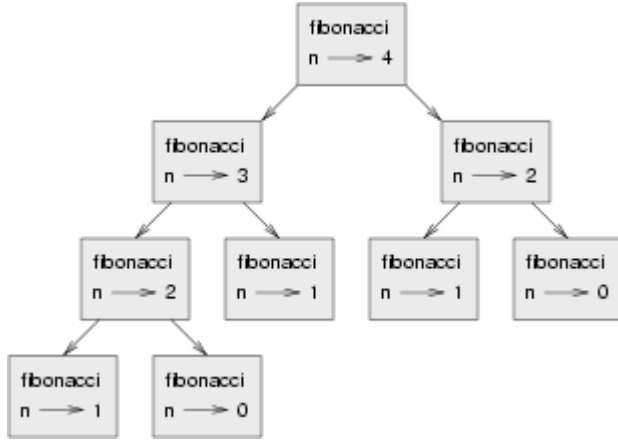 fibonacci
n → 4
fibonacci
n → 3
fibonacci
n → 2
fibonacci
n → 2
fibonacci
n → 1
fibonacci
n → 1
fibonacci
n → 0
fibonacci
n → 1
fibonacci
n → 0